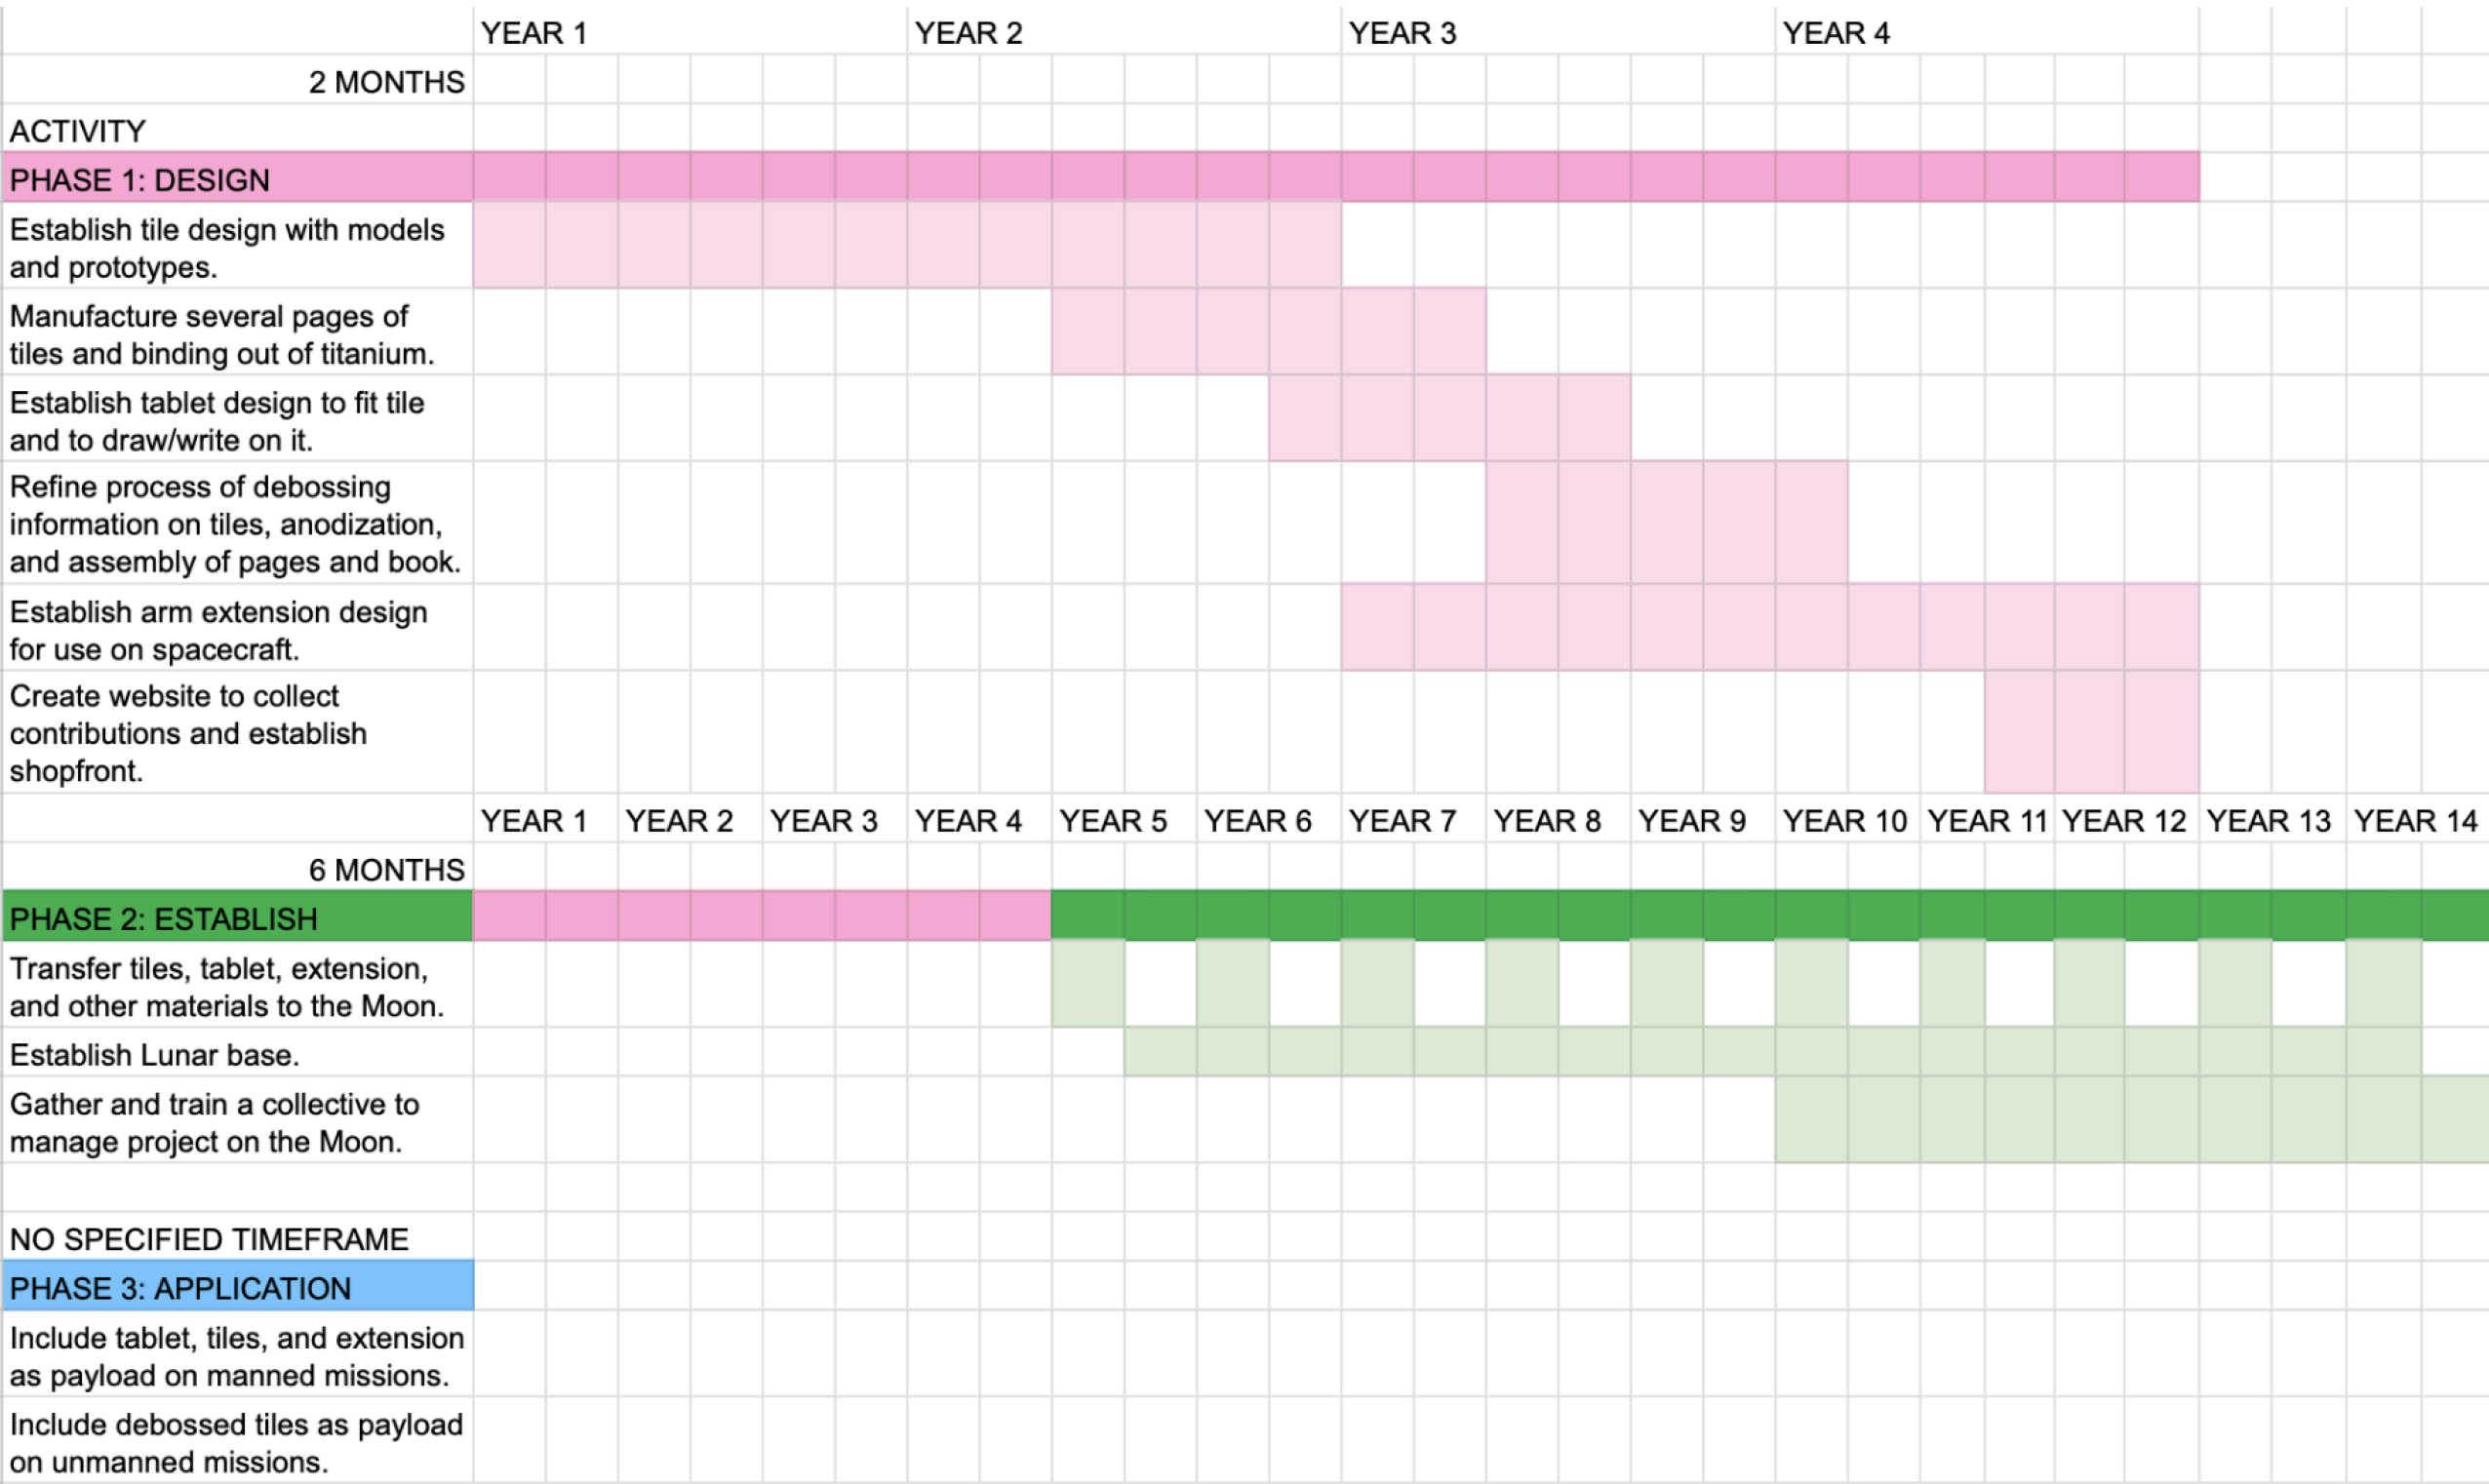 YEAR 1 YEAR 2 YEAR 3 YEAR 4
2 MONTHS
ACTIVITY
PHASE 1: DESIGN
Establish tile design with models
and prototypes.
Manufacture several pages of
tiles and binding out of titanium.
Establish tablet design to fit tile
and to draw/write on it.
Refine process of debossing
information on tiles, anodization,
and assembly of pages and book.
Establish arm extension design
for use on spacecraft.
Create website to collect
contributions and establish
shopfront.
YEAR 1 YEAR 2 YEAR 3 YEAR 4 YEAR 5 YEAR 6 YEAR 7 YEAR 8 YEAR 9 YEAR 10 YEAR 11 YEAR 12 YEAR 13 YEAR 14
6 MONTHS
PHASE 2: ESTABLISH
Transfer tiles, tablet, extension,
and other materials to the Moon.
Establish Lunar base.
Gather and train a collective to
manage project on the Moon.
NO SPECIFIED TIMEFRAME
PHASE 3: APPLICATION
Include tablet, tiles, and extension
as payload on manned missions.
Include debossed tiles as payload
on unmanned missions.